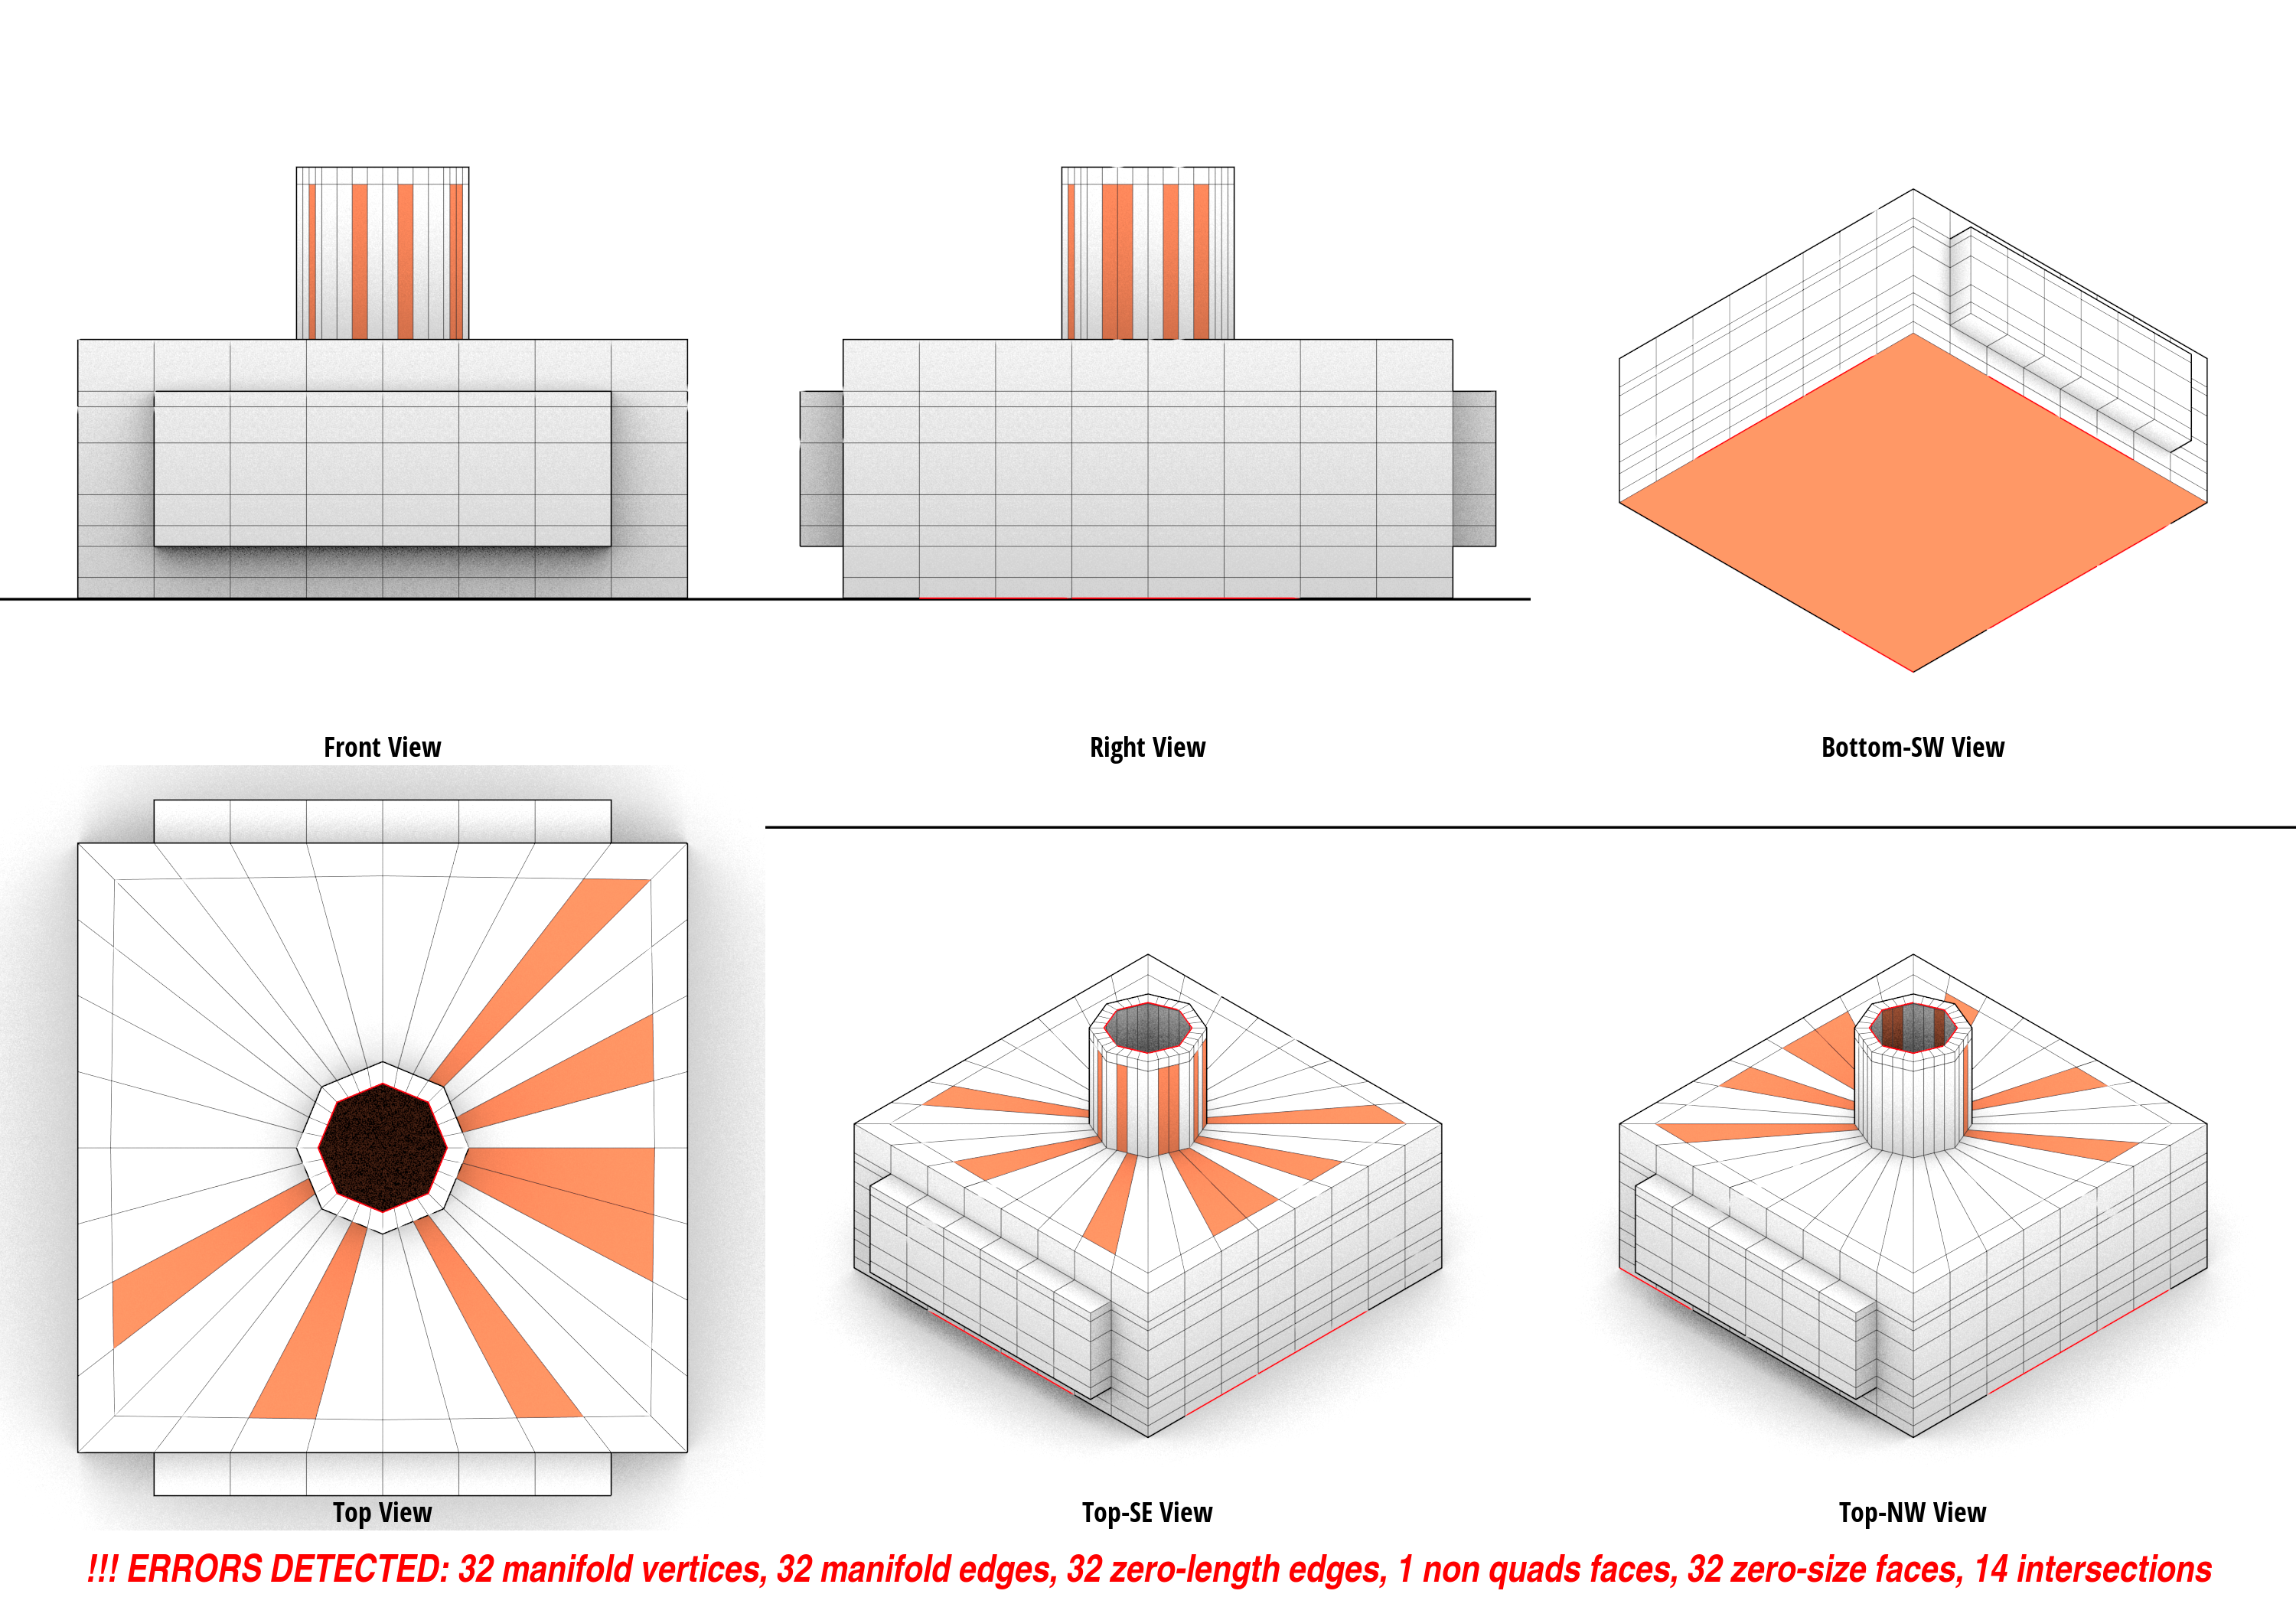 Front View
Right View
Bottom-SW View
Top View
Top-SE View
Top-NW View
!!! ERRORS DETECTED: 32 manifold vertices, 32 manifold edges, 32 zero-length edges, 1 non quads faces, 32 zero-size faces, 14 intersections